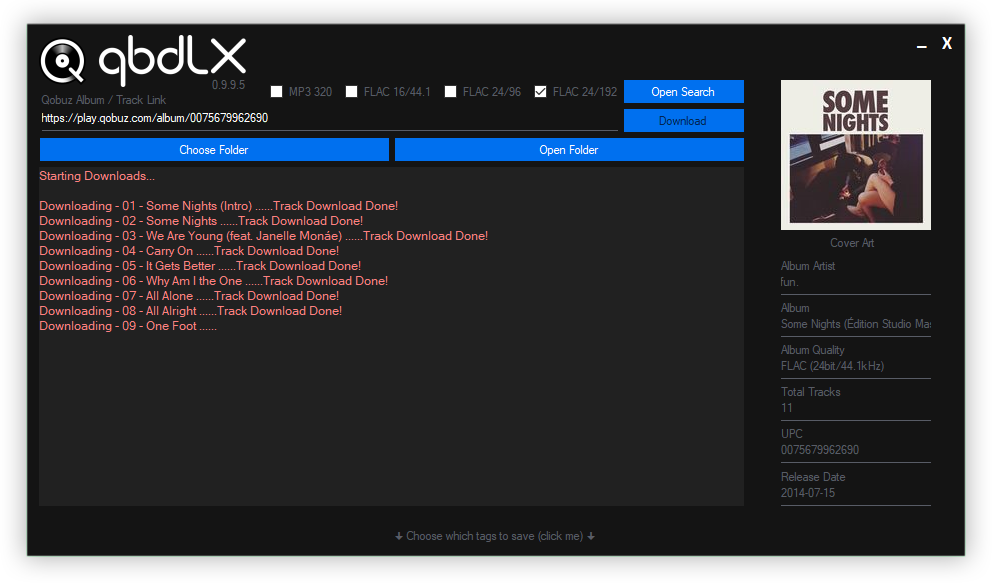 qbdLX
0.9.9.5
X
Qobuz Album / Track Link
MP3 320
FLAC 16/44.1
FLAC 24/96
FLAC 24/192
Open Search
https://play.qobuz.com/album/0075679962690
Download
Choose Folder
Open Folder
Starting Downloads...
Downloading - 01 - Some Nights (Intro) ......Track Download Done!
Downloading - 02 - Some Nights ......Track Download Done!
Downloading - 03 - We Are Young (feat. Janelle Monáe) ......Track Download Done!
Downloading - 04 - Carry On ......Track Download Done!
Downloading - 05 - It Gets Better ......Track Download Done!
Downloading - 06 - Why Am I the One ......Track Download Done!
Downloading - 07 - All Alone ......Track Download Done!
Downloading - 08 - All Alright ......Track Download Done!
Downloading - 09 - One Foot ......
SOME
NIGHTS
Cover Art
Album Artist
fun.
Album
Some Nights (Édition Studio Mas
Album Quality
FLAC (24bit/44.1kHz)
Total Tracks
11
UPC
0075679962690
Release Date
2014-07-15
🡻 Choose which tags to save (click me) 🡻